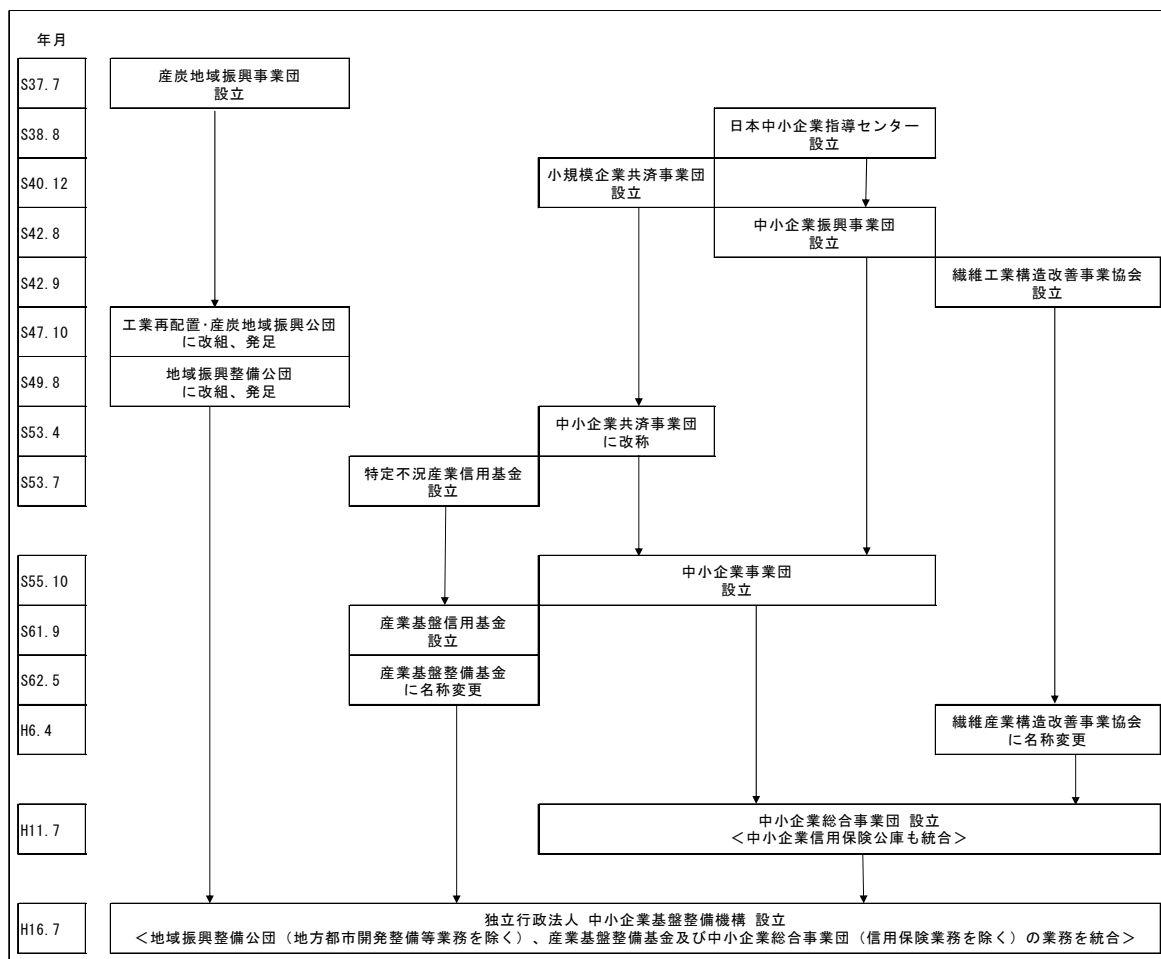 年月
S37.7
産炭地域振興事業団
設立
S38.8
日本中小企業指導センター
設立
S40.12
小規模企業共済事業団
設立
S42.8
中小企業振興事業団
設立
S42.9
繊維工業構造改善事業協会
設立
S47.10
工業再配置・産炭地域振興公団
に改組、発足
S49.8
地域振興整備公団
に改組、発足
S53.4
中小企業共済事業団
に改称
S53.7
特定不況産業信用基金
設立
S55.10
中小企業事業団
設立
S61.9
産業基盤信用基金
設立
S62.5
産業基盤整備基金
に名称変更
H6.4
繊維産業構造改善事業協会
に名称変更
H11.7
中小企業総合事業団 設立
＜中小企業信用保険公庫も統合＞
H16.7
独立行政法人 中小企業基盤整備機構 設立
＜地域振興整備公団（地方都市開発整備等業務を除く）、産業基盤整備基金及び中小企業総合事業団（信用保険業務を除く）の業務を統合＞